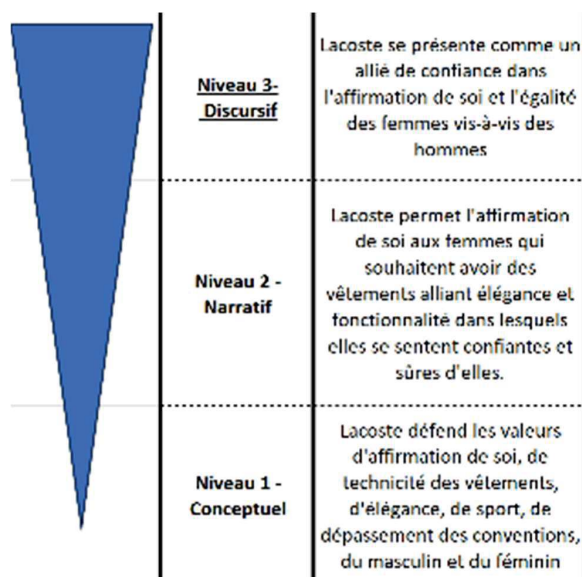 Niveau 3-
Discursif
Lacoste se présente comme un
allié de confiance dans
l'affirmation de soi et l'égalité
des femmes vis-à-vis des
hommes
Niveau 2 -
Narratif
Lacoste permet l'affirmation
de soi aux femmes qui
souhaitent avoir des
vêtements alliant élégance et
fonctionnalité dans lesquels
elles se sentent confiantes et
sûres d'elles.
Niveau 1 -
Conceptuel
Lacoste défend les valeurs
d'affirmation de soi, de
technicité des vêtements,
d'élégance, de sport, de
dépassement des conventions,
du masculin et du féminin